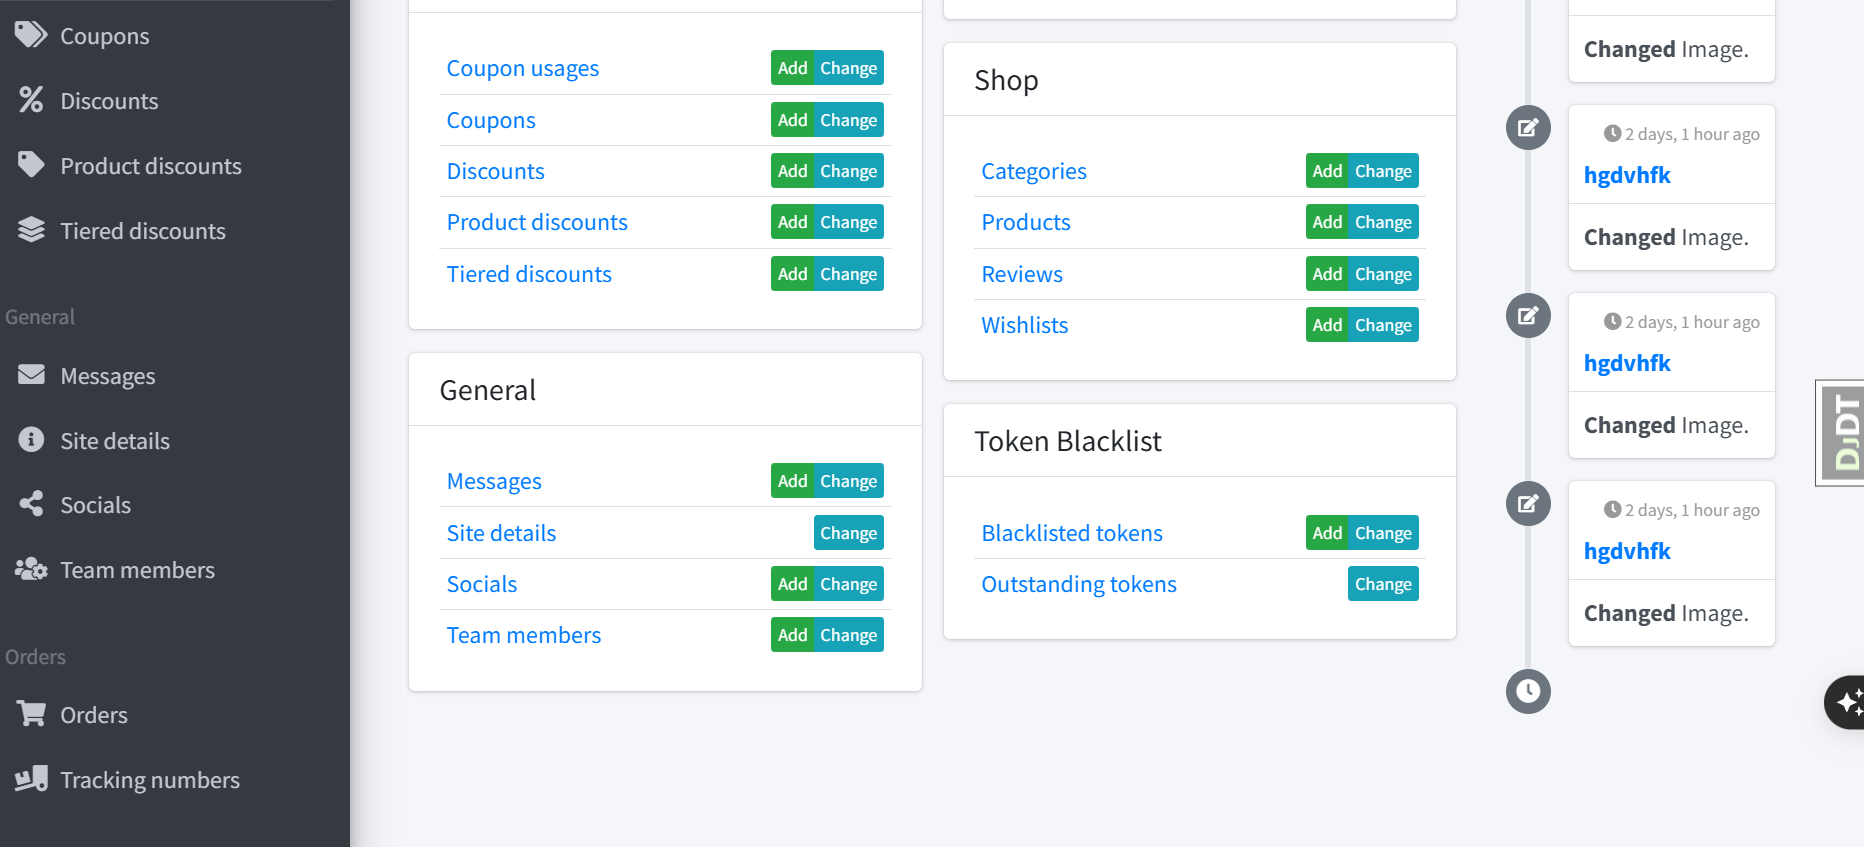 Coupons
Discounts
Product discounts
Tiered discounts
General
Messages
Site details
Socials
Team members
Orders
Orders
Tracking numbers
Coupon usages Add Change
Coupons Add Change
Discounts Add Change
Product discounts Add Change
Tiered discounts Add Change
General
Messages Add Change
Site details Change
Socials Add Change
Team members Add Change
Shop
Categories Add Change
Products Add Change
Reviews Add Change
Wishlists Add Change
Token Blacklist
Blacklisted tokens Add Change
Outstanding tokens Change
Changed Image.
2 days, 1 hour ago
hgdvhfk
Changed Image.
2 days, 1 hour ago
hgdvhfk
Changed Image.
2 days, 1 hour ago
hgdvhfk
Changed Image.
DJDT